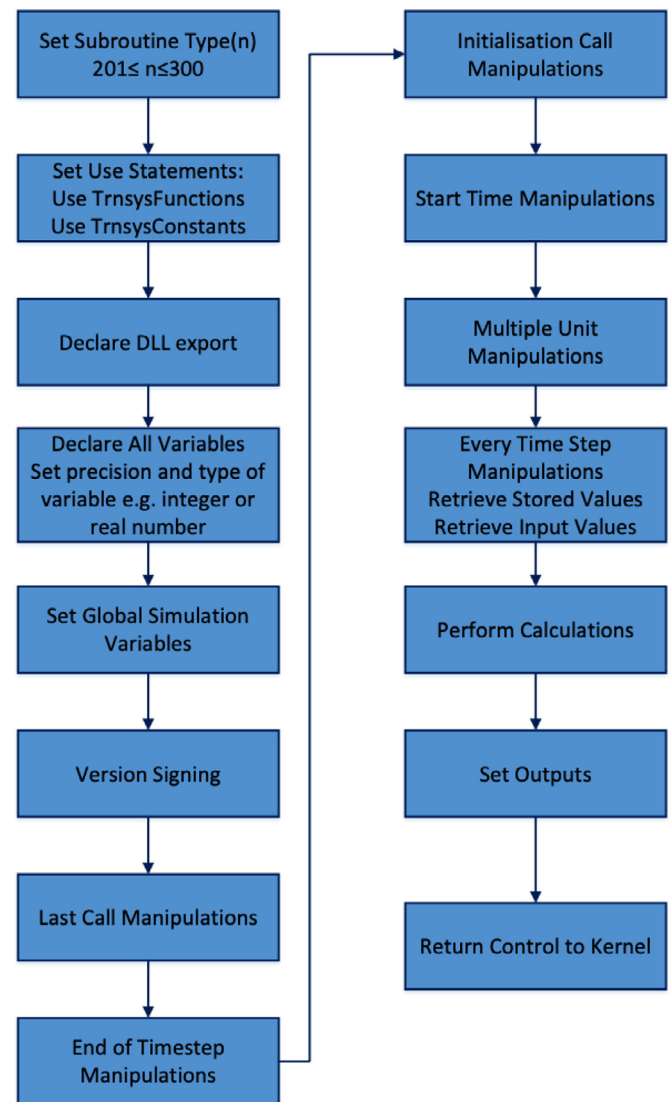 Set Subroutine Type(n)
201≤ n≤300
Set Use Statements:
Use TrnsysFunctions
Use TrnsysConstants
Declare DLL export
Declare All Variables
Set precision and type of
variable e.g. integer or
real number
Set Global Simulation
Variables
Version Signing
Last Call Manipulations
End of Timestep
Manipulations
Initialisation Call
Manipulations
Start Time Manipulations
Multiple Unit
Manipulations
Every Time Step
Manipulations
Retrieve Stored Values
Retrieve Input Values
Perform Calculations
Set Outputs
Return Control to Kernel